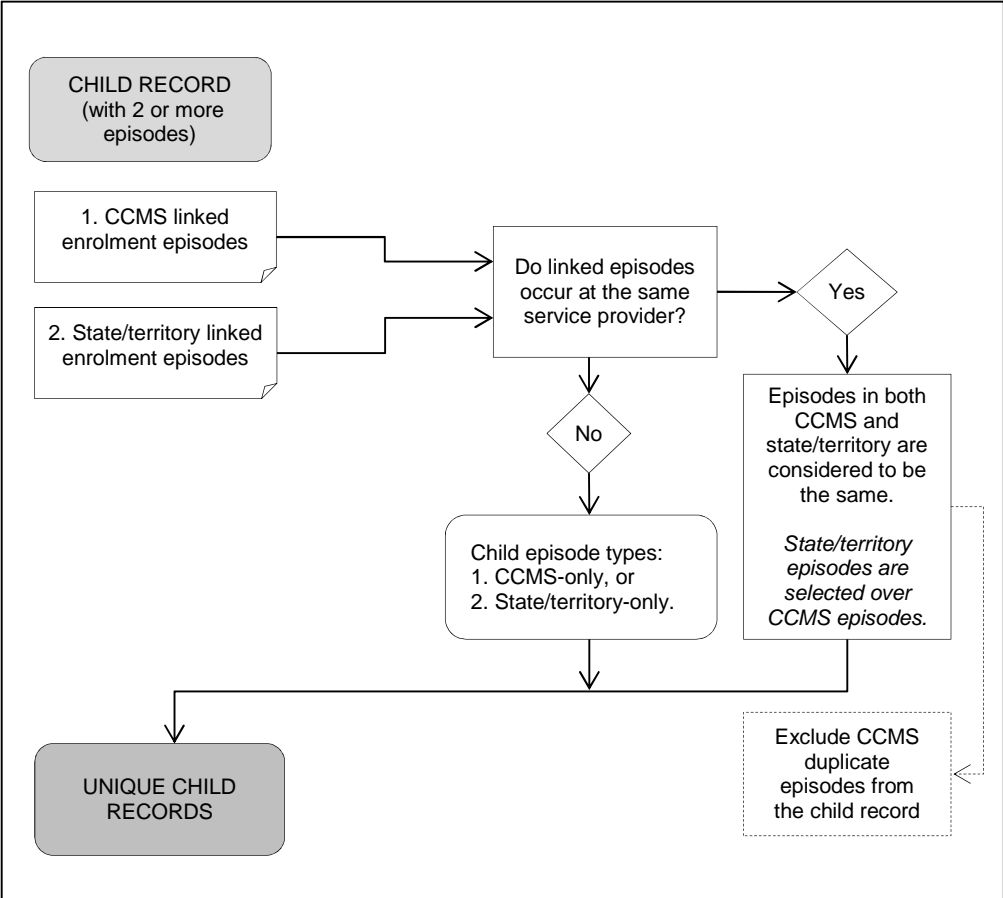 CHILD RECORD
(with 2 or more
episodes)
1. CCMS linked
enrolment episodes
2. State/territory linked
enrolment episodes
Do linked episodes
occur at the same
service provider?
Yes
No
Episodes in both
CCMS and
state/territory are
considered to be
the same.
State/territory
episodes are
selected over
CCMS episodes.
Child episode types:
1. CCMS-only, or
2. State/territory-only.
Exclude CCMS
duplicate
episodes from
the child record
UNIQUE CHILD
RECORDS